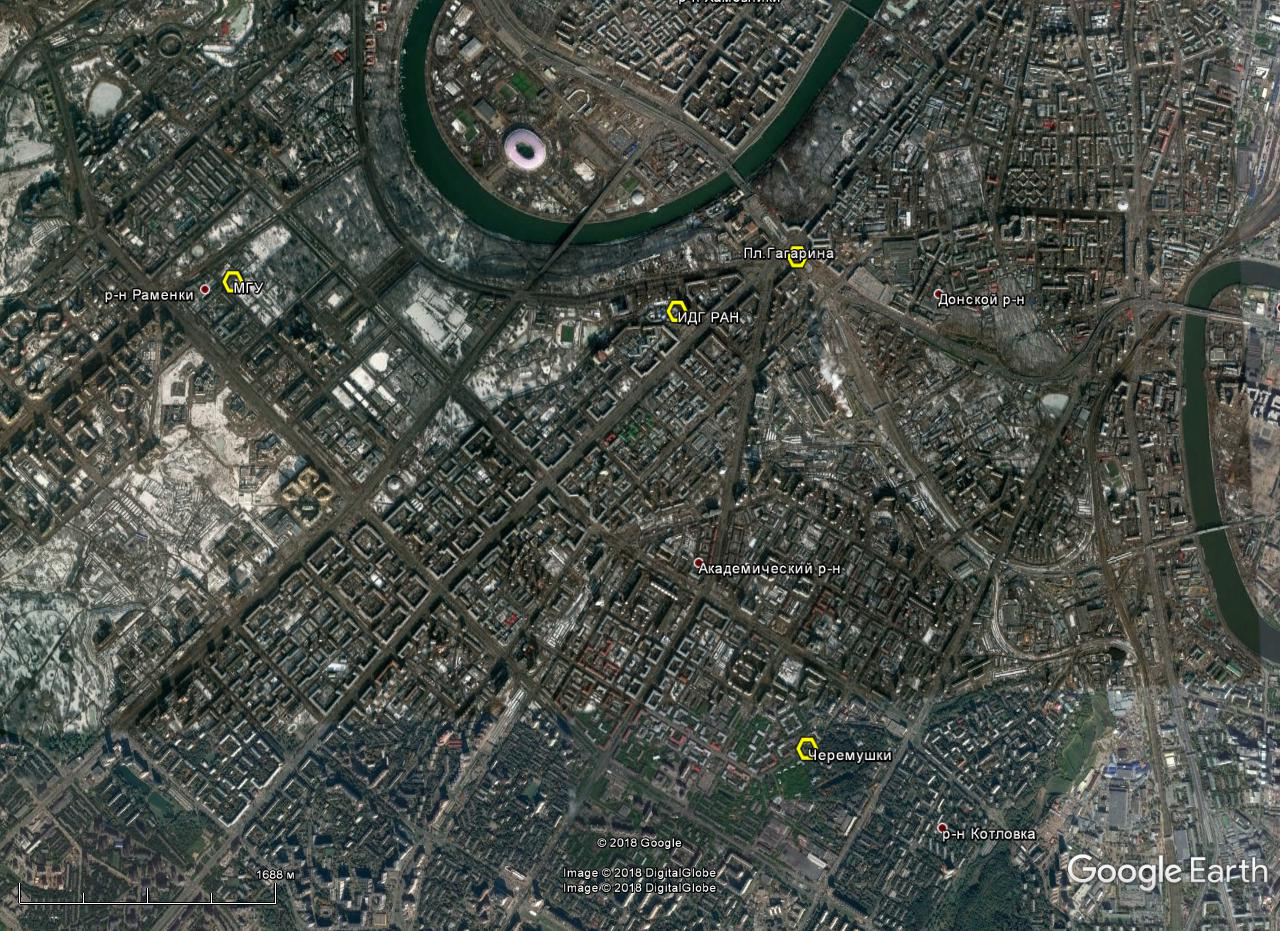 р-н Хамовники
Пл.Гагарина
МГУ
р-н Раменки
Донской р-н
ИДГ РАН
Академический р-н
Черемушки
р-н Котловка
© 2018 Google
Image © 2018 DigitalGlobe
Image © 2018 DigitalGlobe
1688 м
Google Earth